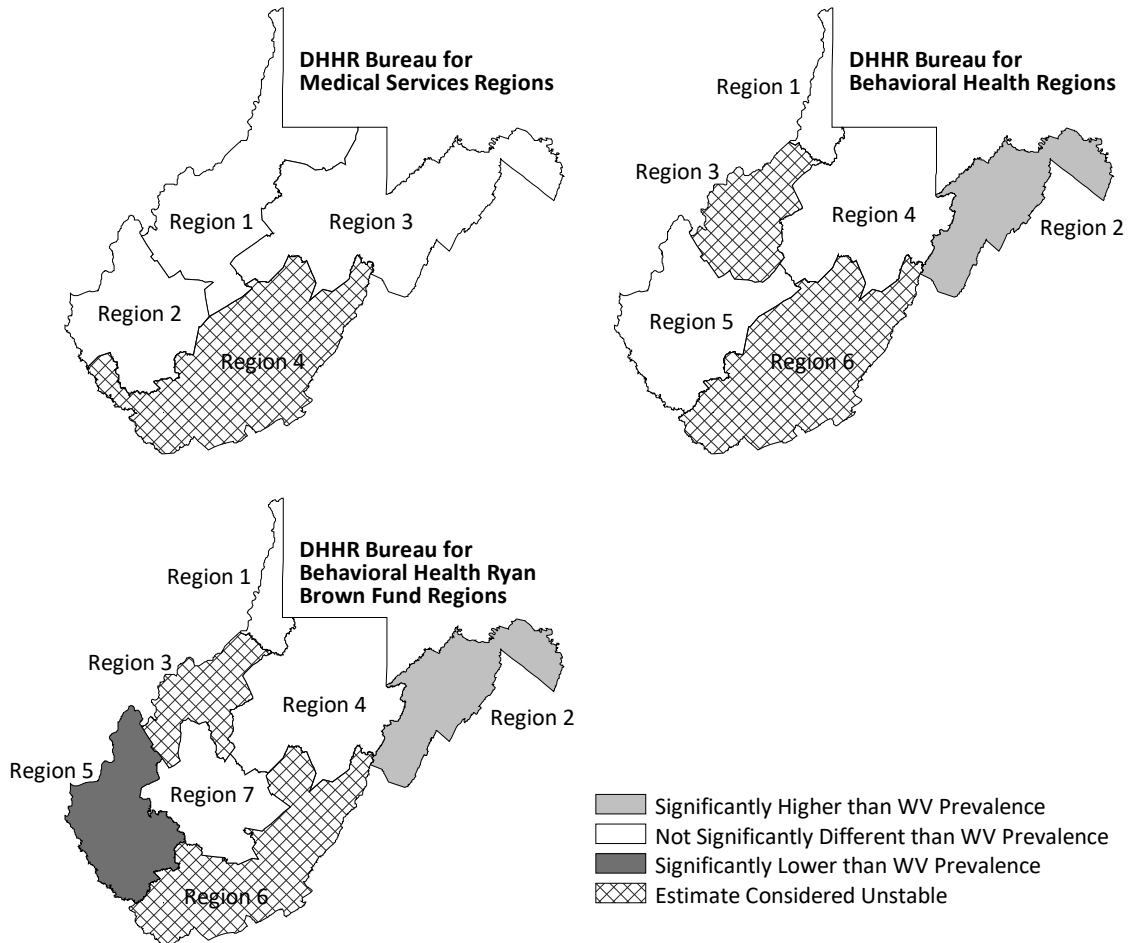 DHHR Bureau for
Medical Services Regions
Region 1
Region 3
Region 2
Region 4
DHHR Bureau for
Behavioral Health Regions
Region 1
Region 3
Region 4
Region 2
Region 5
Region 6
DHHR Bureau for
Behavioral Health Ryan
Brown Fund Regions
Region 1
Region 3
Region 4
Region 2
Region 5
Region 7
Region 6
Significantly Higher than WV Prevalence
Not Significantly Different than WV Prevalence
Significantly Lower than WV Prevalence
Estimate Considered Unstable